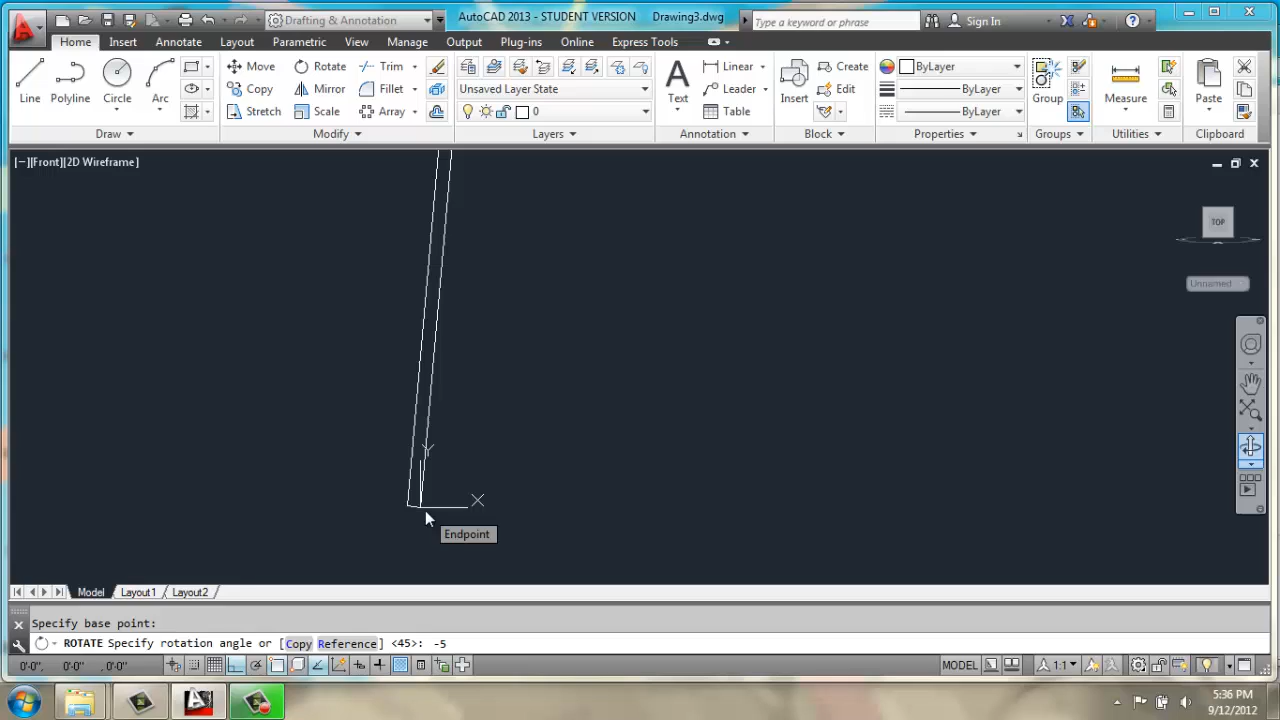 Drafting & Annotation
AutoCAD 2013 - STUDENT VERSION Drawing3.dwg
Type a keyword or phrase
Sign In
Home Insert Annotate Layout Parametric View Manage Output Plug-ins Online Express Tools
Line Polyline Circle Arc
Move Rotate Trim
Copy Mirror Fillet
Stretch Scale Array
Unsaved Layer State
0
Text
Linear
Leader
Table
Insert
Create
Edit
ByLayer
ByLayer
ByLayer
Group
Measure
Paste
Draw Modify Layers Annotation Block Properties Groups Utilities Clipboard
[−][Front][2D Wireframe]
TOP
Unnamed
Y
X
Endpoint
Model Layout1 Layout2
Specify base point:
ROTATE Specify rotation angle or [Copy Reference] <45>: -5
0'-0", 0'-0", 0'-0"
MODEL
1:1
5:36 PM
9/12/2012